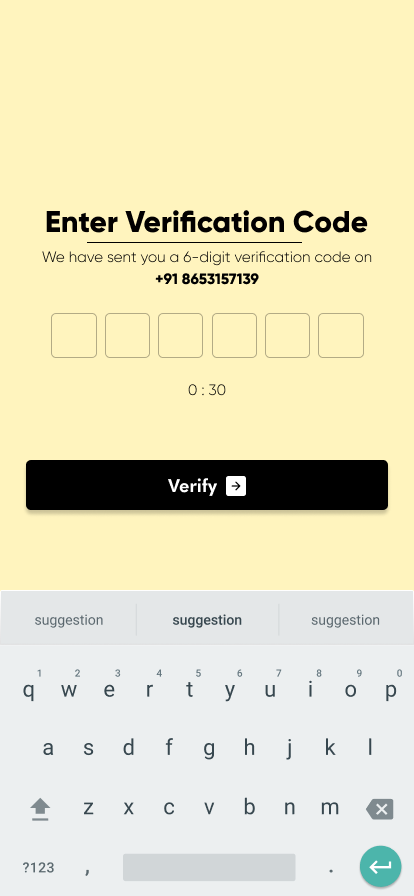 Enter Verification Code
We have sent you a 6-digit verification code on
+91 8653157139
0 : 30
Verify
suggestion suggestion suggestion
1 2 3 4 5 6 7 8 9 0
q w e r t y u i o p
a s d f g h j k l
z x c v b n m
?123 , .